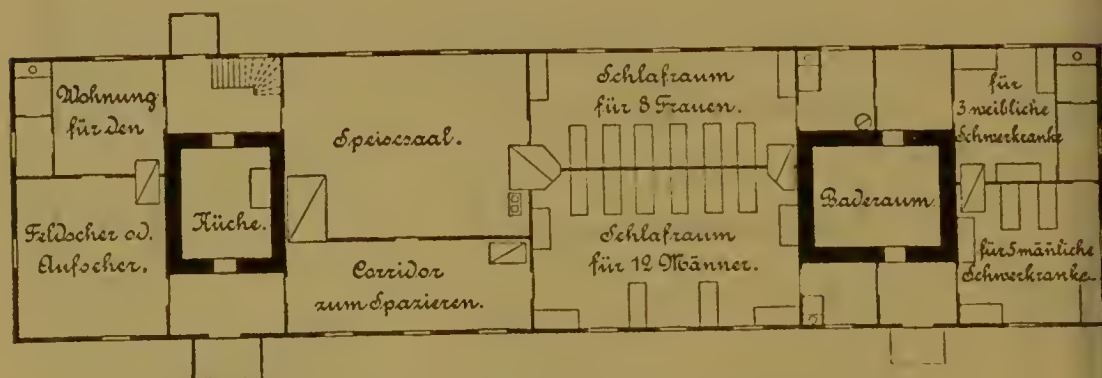 Wohnung
für den
Feldscher od.
Aufseher.
Küche.
Speisesaal.
Corridor
zum Spazieren.
Schlafraum
für 8 Frauen.
Schlafraum
für 12 Männer.
Baderaum
für
3 weibliche
Schwerkranke
für 5 mäñliche
Schwerkranke.